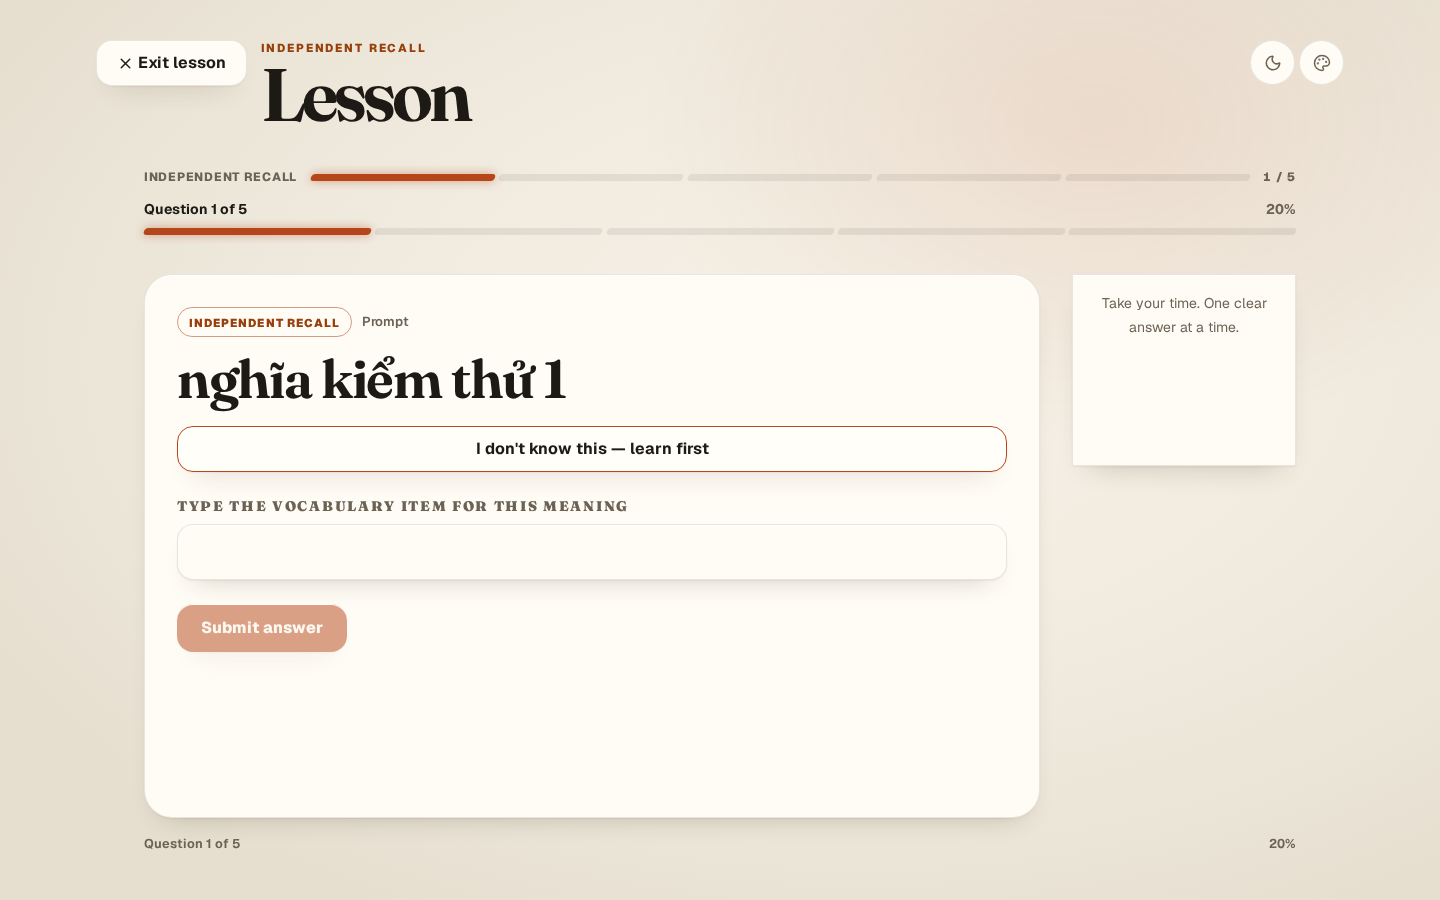 Exit lesson
INDEPENDENT RECALL
Lesson
INDEPENDENT RECALL
1 / 5
Question 1 of 5
20%
INDEPENDENT RECALL
Prompt
nghĩa kiểm thử 1
I don't know this — learn first
TYPE THE VOCABULARY ITEM FOR THIS MEANING
Submit answer
Take your time. One clear
answer at a time.
Question 1 of 5
20%